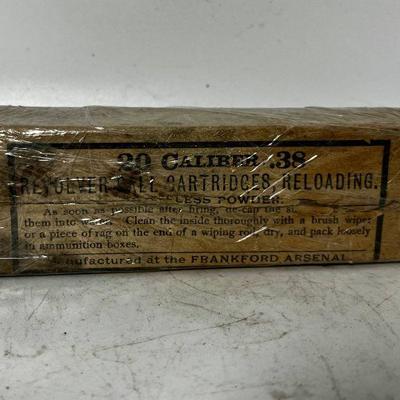 20 CALIBER .38
REVOLVER BALL CARTRIDGES, RELOADING.
POWDER.
As soon as possible after firing, de-cap the
them into Clean the inside thoroughly with a brush wiper
or a piece of rag on the end of a wiping rod, dry, and pack loosely
in ammunition boxes.
Manufactured at the FRANKFORD ARSENAL